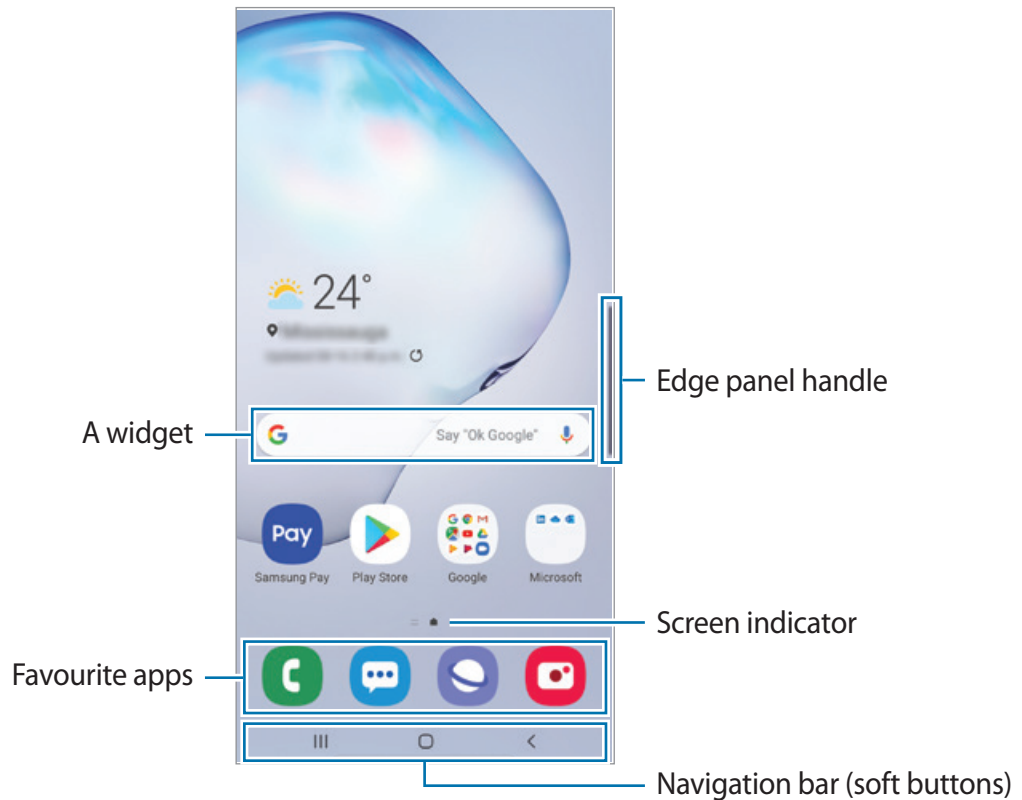 24°
Edge panel handle
A widget
Say "Ok Google"
Pay
Samsung Pay
Play Store
Google
Microsoft
Screen indicator
Favourite apps
Navigation bar (soft buttons)